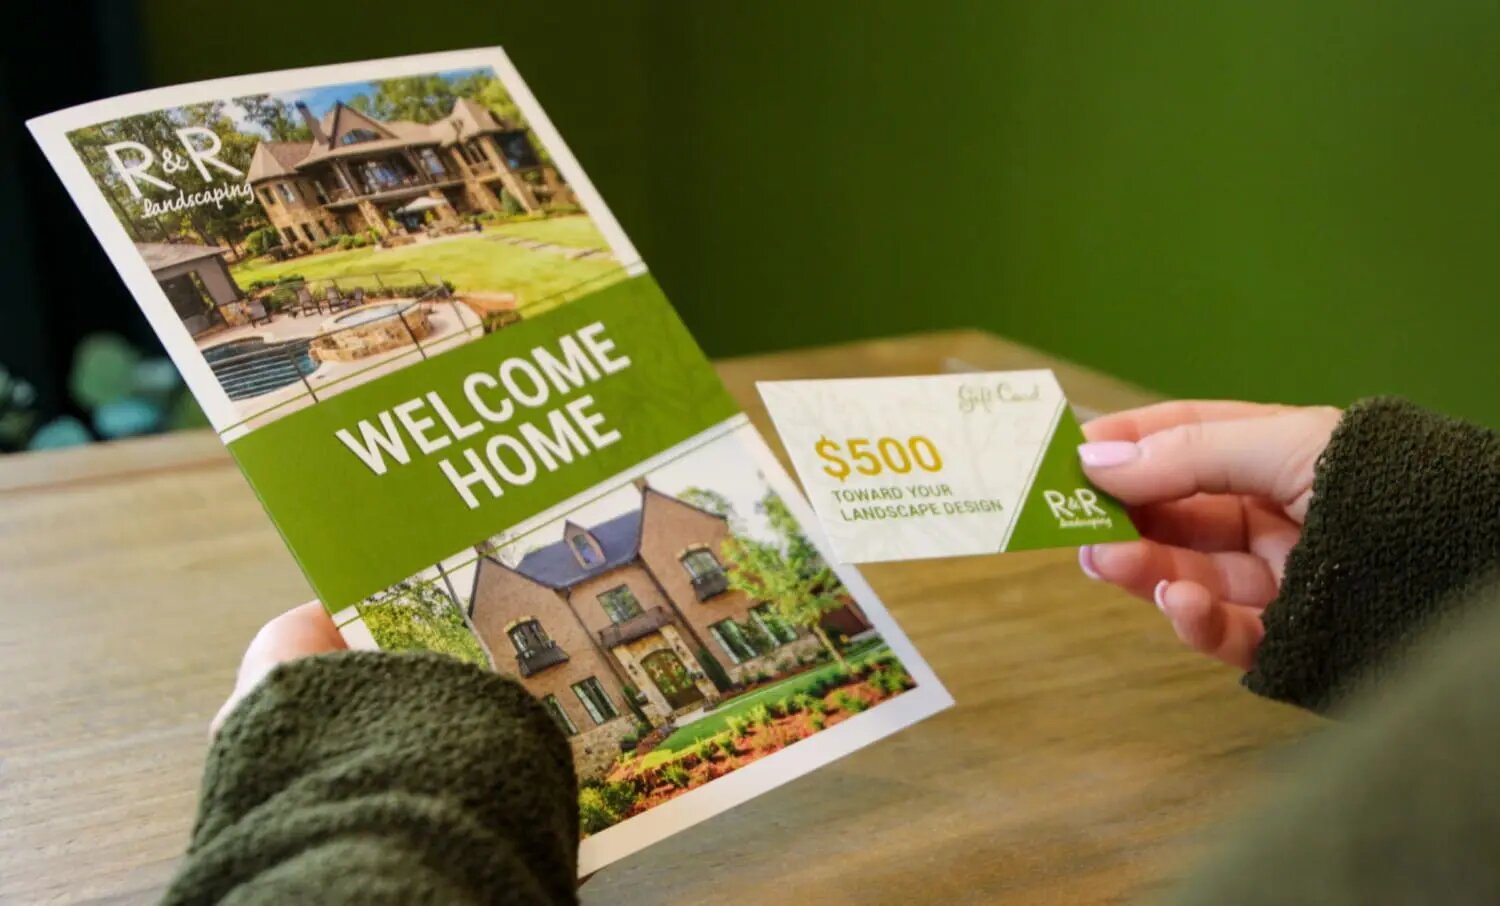 R&R
landscaping
WELCOME
HOME
Gift Card
$500
TOWARD YOUR
LANDSCAPE DESIGN
R&R
landscaping